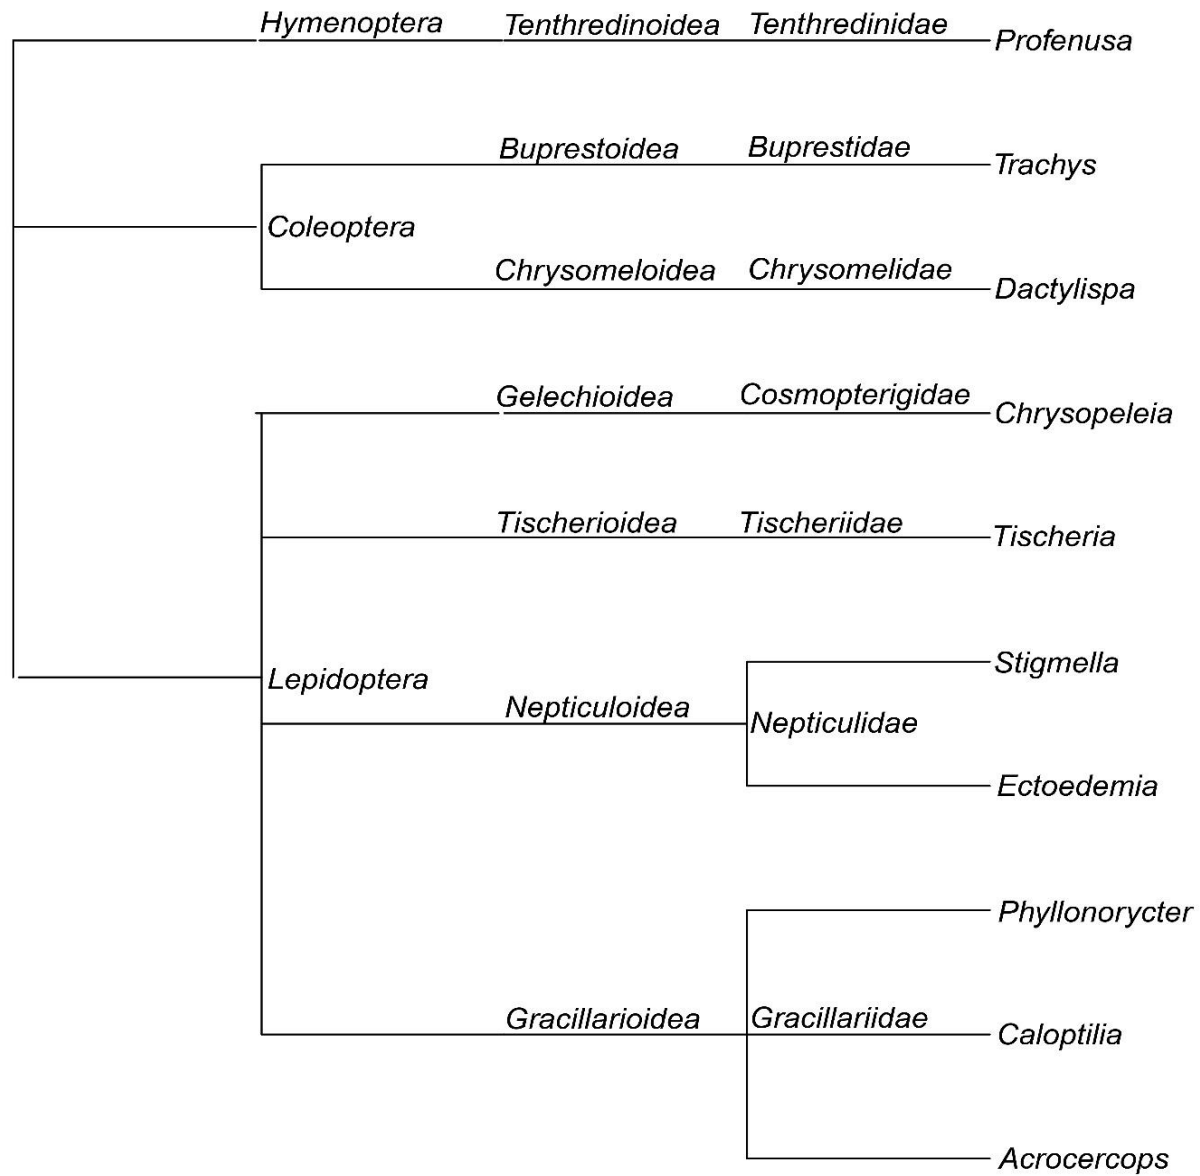 Hymenoptera Tenthredinoidea Tenthredinidae Profenusa
Buprestoidea Buprestidae Trachys
Coleoptera
Chrysomeloidea Chrysomelidae Dactylispa
Gelechioidea Cosmopterigidae Chrysopeleia
Tischerioidea Tischeriidae Tischeria
Stigmella
Lepidoptera
Nepticuloidea Nepticulidae
Ectoedemia
Phyllonorycter
Gracillarioidea Gracillariidae Caloptilia
Acrocercops